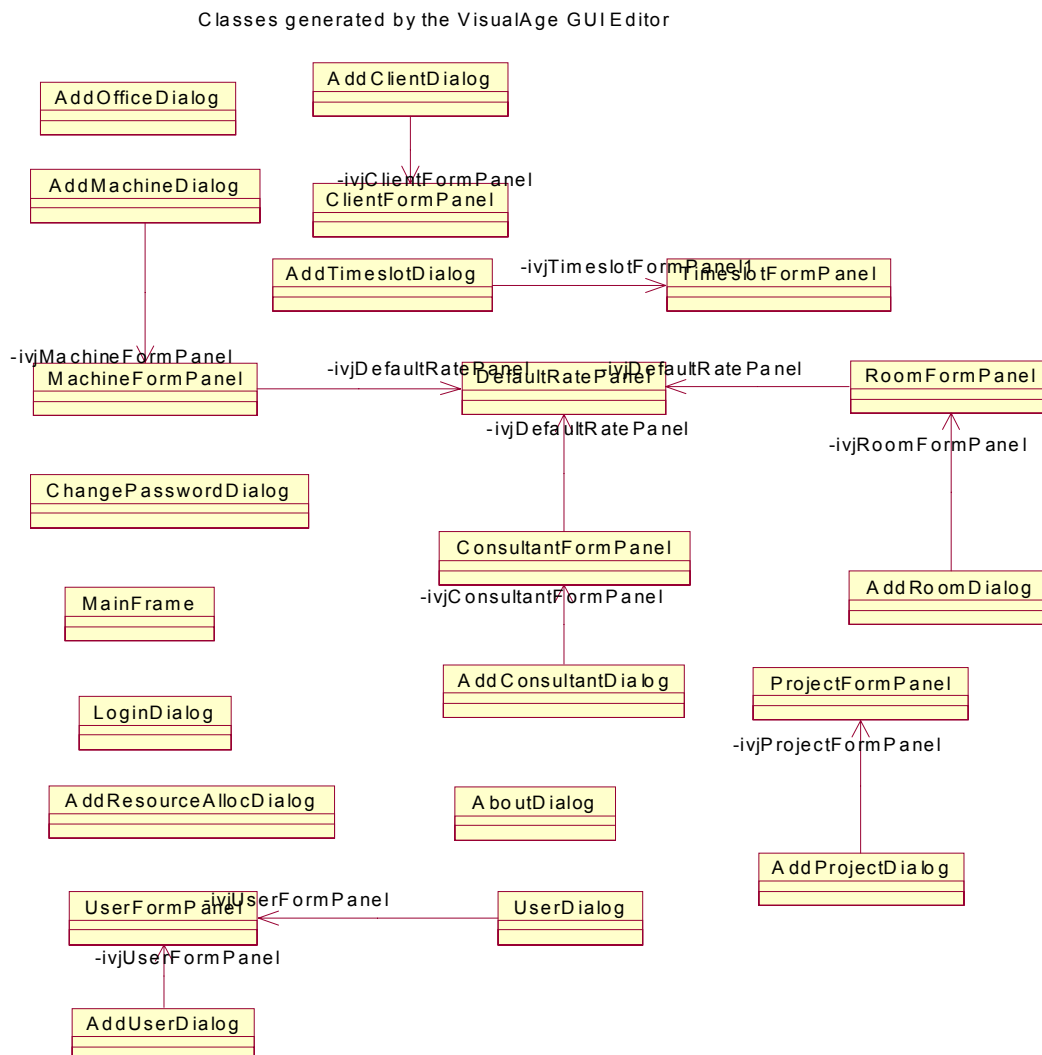 Classes generated by the VisualAge GUI Editor
AddClientDialog
AddOfficeDialog
AddMachineDialog
-ivjClientFormPanel
ClientFormPanel
AddTimeslotDialog
-ivjTimeslotFormPanel1
TimeslotFormPanel
-ivjMachineFormPanel
MachineFormPanel
-ivjDefaultRatePanel
DefaultRatePanel
-ivjDefaultRatePanel
RoomFormPanel
-ivjDefaultRatePanel
-ivjRoomFormPanel
ChangePasswordDialog
ConsultantFormPanel
-ivjConsultantFormPanel
AddRoomDialog
MainFrame
AddConsultantDialog
ProjectFormPanel
LoginDialog
-ivjProjectFormPanel
AddResourceAllocDialog
AboutDialog
AddProjectDialog
UserFormPanel
-ivjUserFormPanel
UserDialog
-ivjUserFormPanel
AddUserDialog